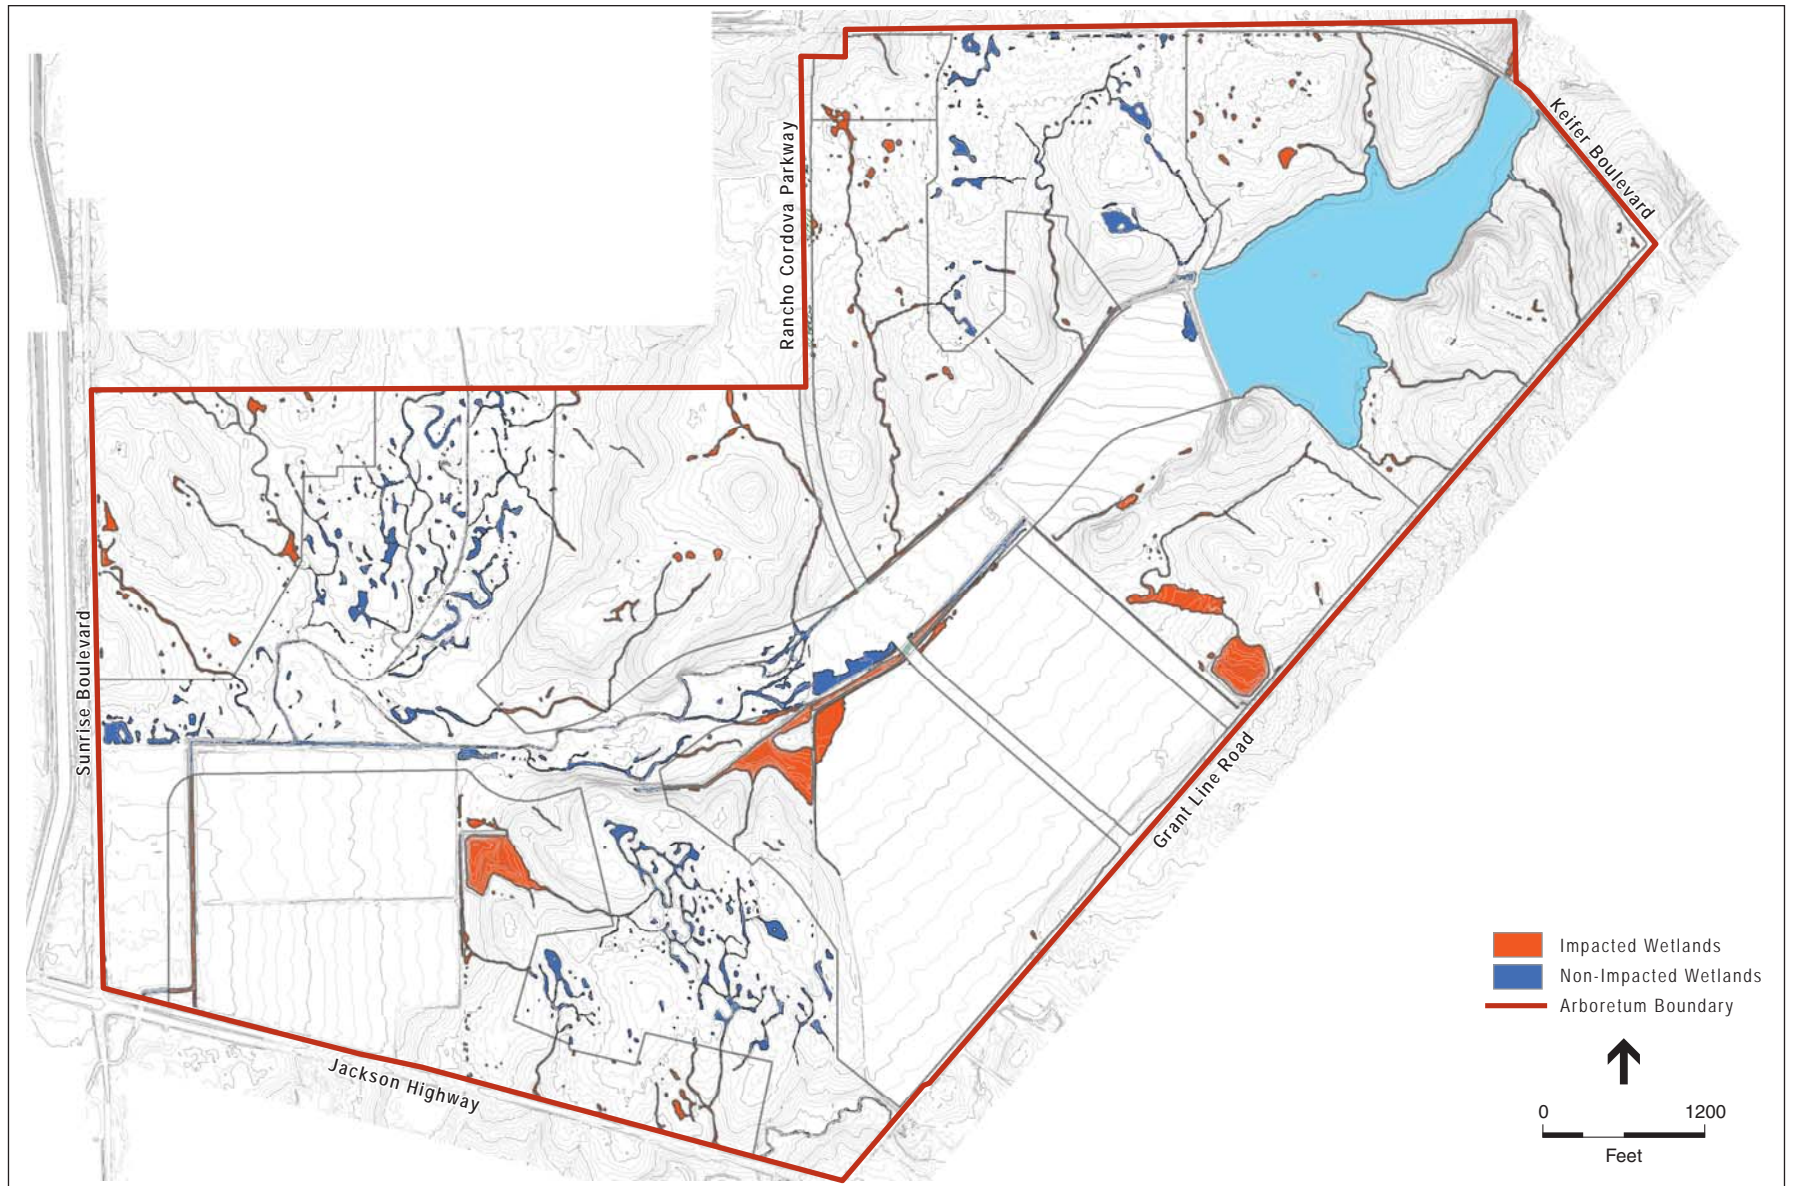 Keifer Boulevard
Rancho Cordova Parkway
Sunrise Boulevard
Grant Line Road
Jackson Highway
Impacted Wetlands
Non-Impacted Wetlands
Arboretum Boundary
0 1200
Feet